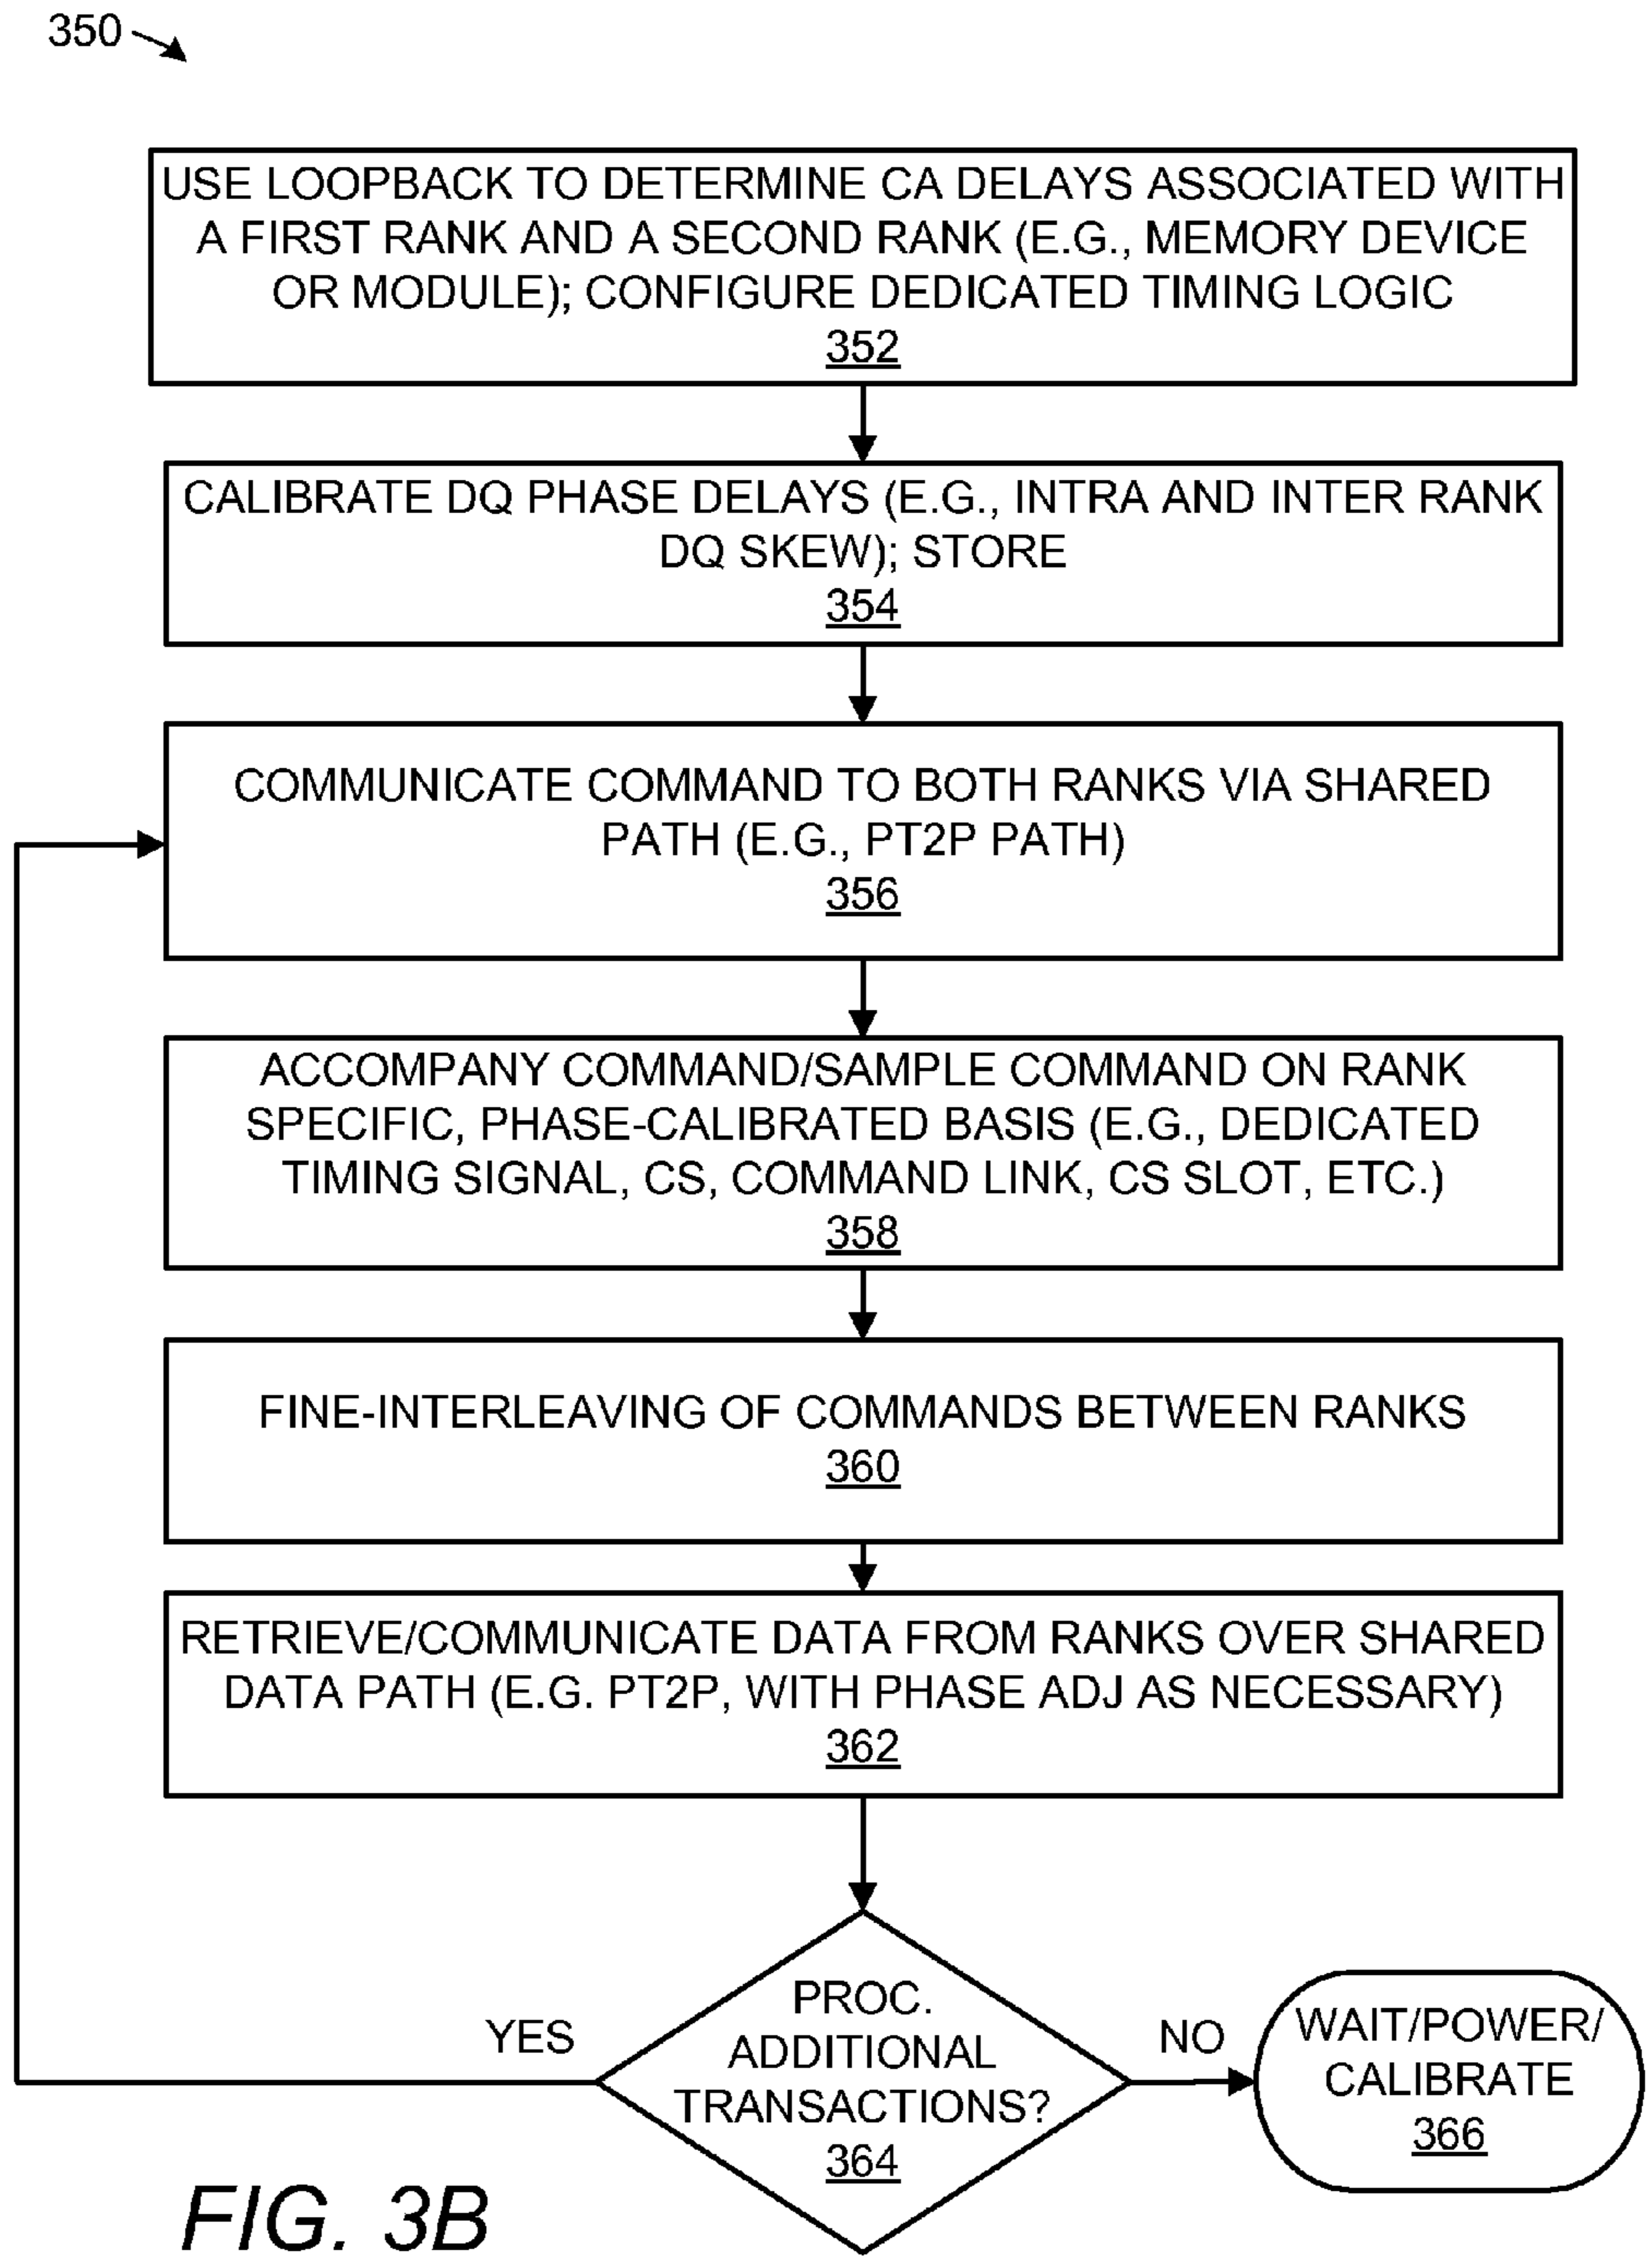 350
USE LOOPBACK TO DETERMINE CA DELAYS ASSOCIATED WITH
A FIRST RANK AND A SECOND RANK (E.G., MEMORY DEVICE
OR MODULE); CONFIGURE DEDICATED TIMING LOGIC
352
CALIBRATE DQ PHASE DELAYS (E.G., INTRA AND INTER RANK
DQ SKEW); STORE
354
COMMUNICATE COMMAND TO BOTH RANKS VIA SHARED
PATH (E.G., PT2P PATH)
356
ACCOMPANY COMMAND/SAMPLE COMMAND ON RANK
SPECIFIC, PHASE-CALIBRATED BASIS (E.G., DEDICATED
TIMING SIGNAL, CS, COMMAND LINK, CS SLOT, ETC.)
358
FINE-INTERLEAVING OF COMMANDS BETWEEN RANKS
360
RETRIEVE/COMMUNICATE DATA FROM RANKS OVER SHARED
DATA PATH (E.G. PT2P, WITH PHASE ADJ AS NECESSARY)
362
PROC.
ADDITIONAL
TRANSACTIONS?
364
YES
NO
WAIT/POWER/
CALIBRATE
366
FIG. 3B